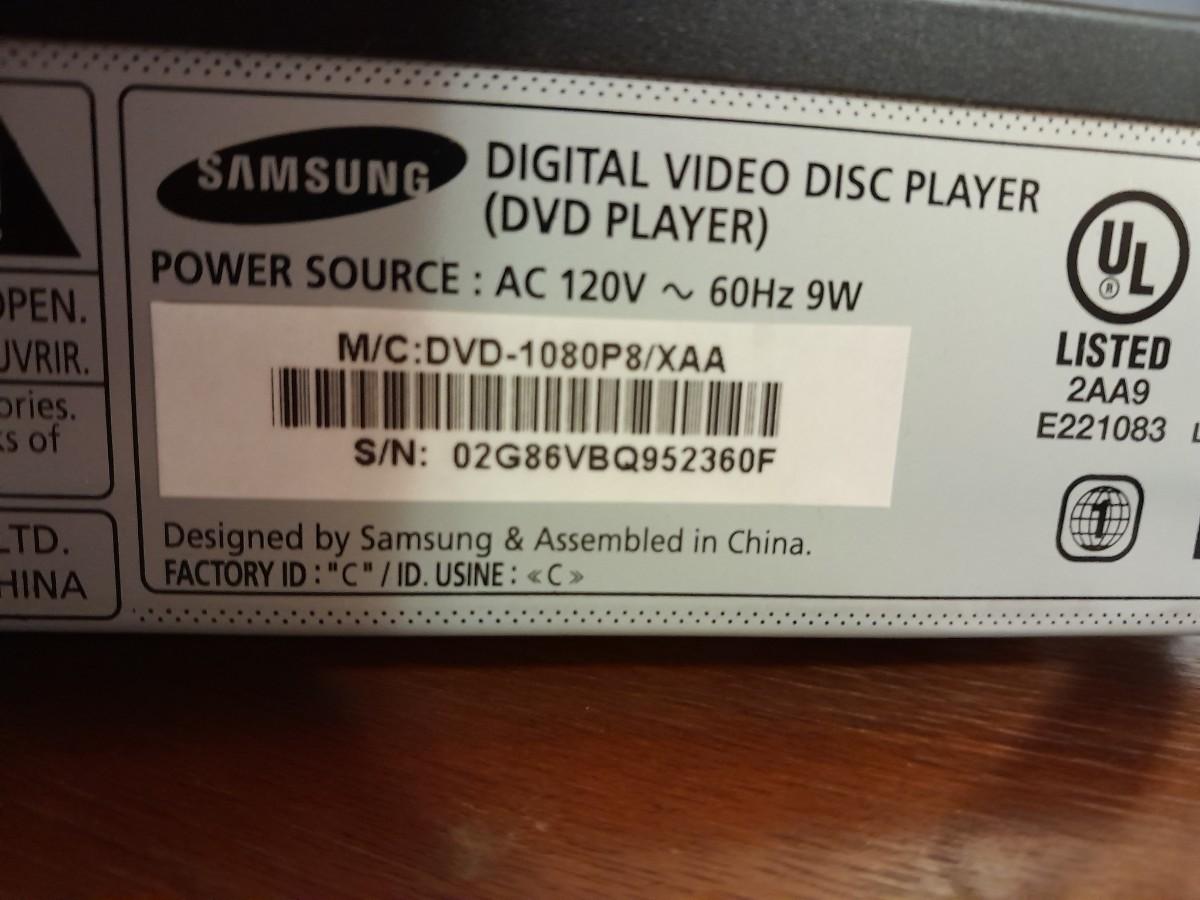 OPEN.
UVRIR.
ories.
ks of
LTD.
HINA
SAMSUNG
DIGITAL VIDEO DISC PLAYER
(DVD PLAYER)
POWER SOURCE : AC 120V ~ 60Hz 9W
M/C:DVD-1080P8/XAA
S/N: 02G86VBQ952360F
Designed by Samsung & Assembled in China.
FACTORY ID : "C" / ID. USINE : «C»
UL
®
LISTED
2AA9
E221083
1